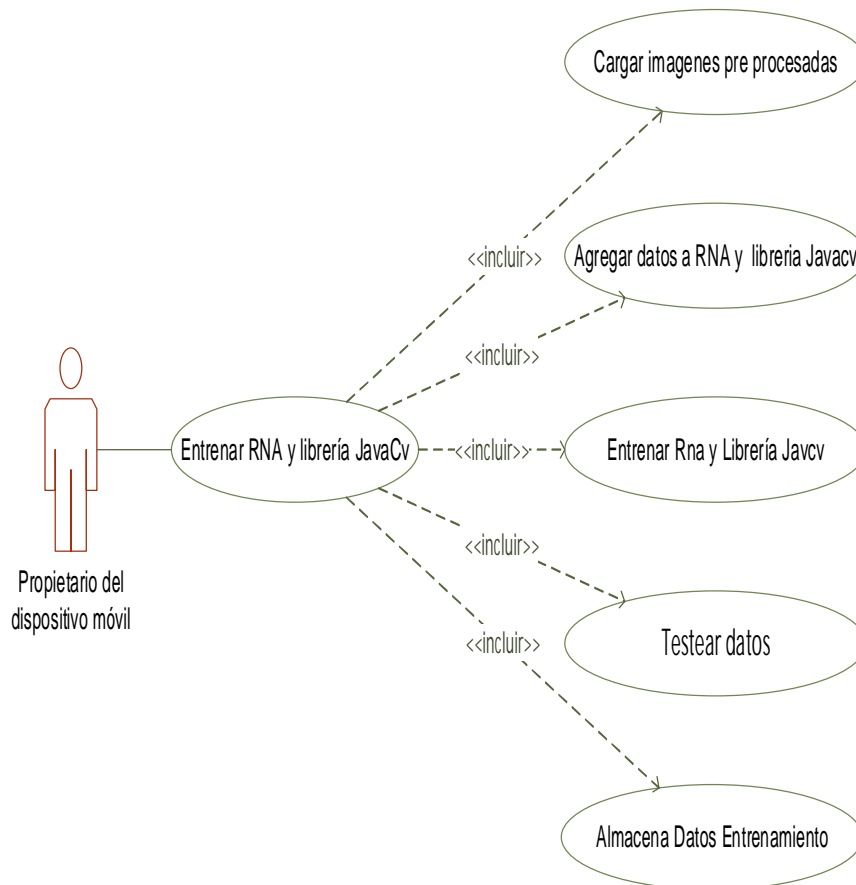 Cargar imagenes pre procesadas
<<incluir>>
Agregar datos a RNA y libreria Javacv
<<incluir>>
Entrenar RNA y librería JavaCv
<<incluir>>
Entrenar Rna y Librería Javcv
<<incluir>>
Propietario del
dispositivo móvil
<<incluir>>
Testear datos
Almacena Datos Entrenamiento